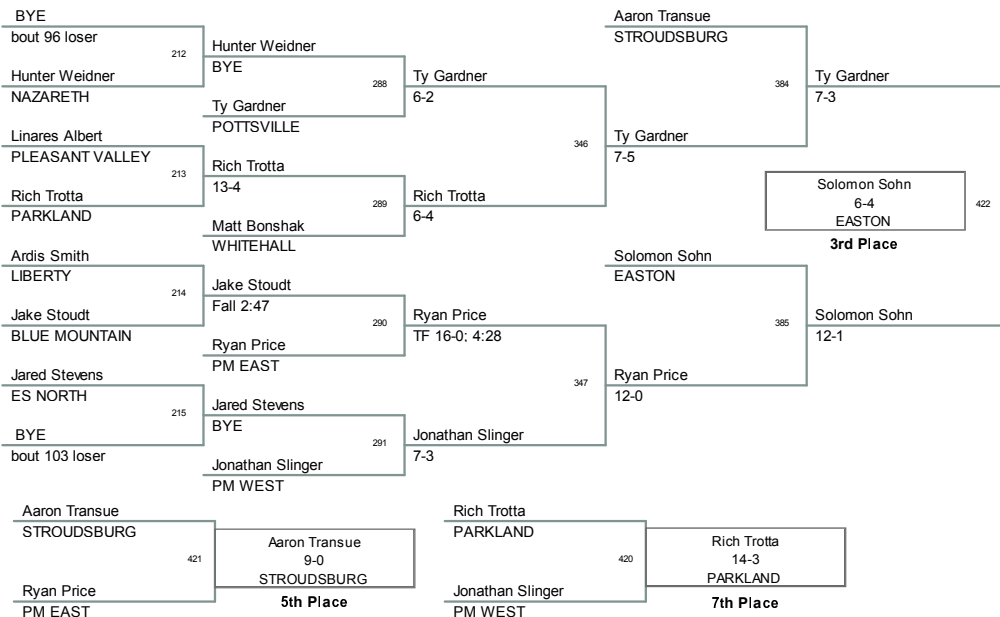 BYE
bout 96 loser
212
Hunter Weidner
NAZARETH
Linares Albert
PLEASANT VALLEY
213
Rich Trotta
PARKLAND
Ardis Smith
LIBERTY
214
Jake Stoudt
BLUE MOUNTAIN
Jared Stevens
ES NORTH
215
BYE
bout 103 loser
Hunter Weidner
BYE
288
Ty Gardner
POTTSVILLE
Rich Trotta
13-4
289
Matt Bonshak
WHITEHALL
Jake Stoudt
Fall 2:47
290
Ryan Price
PM EAST
Jared Stevens
BYE
291
Jonathan Slinger
PM WEST
Ty Gardner
6-2
346
Rich Trotta
6-4
Ryan Price
TF 16-0; 4:28
347
Jonathan Slinger
7-3
Aaron Transue
STROUDSBURG
384
Ty Gardner
7-5
Solomon Sohn
EASTON
385
Ryan Price
12-0
Ty Gardner
7-3
Solomon Sohn
6-4
EASTON
422
3rd Place
Solomon Sohn
12-1
Aaron Transue
STROUDSBURG
421
Ryan Price
PM EAST
Aaron Transue
9-0
STROUDSBURG
5th Place
Rich Trotta
PARKLAND
420
Jonathan Slinger
PM WEST
Rich Trotta
14-3
PARKLAND
7th Place